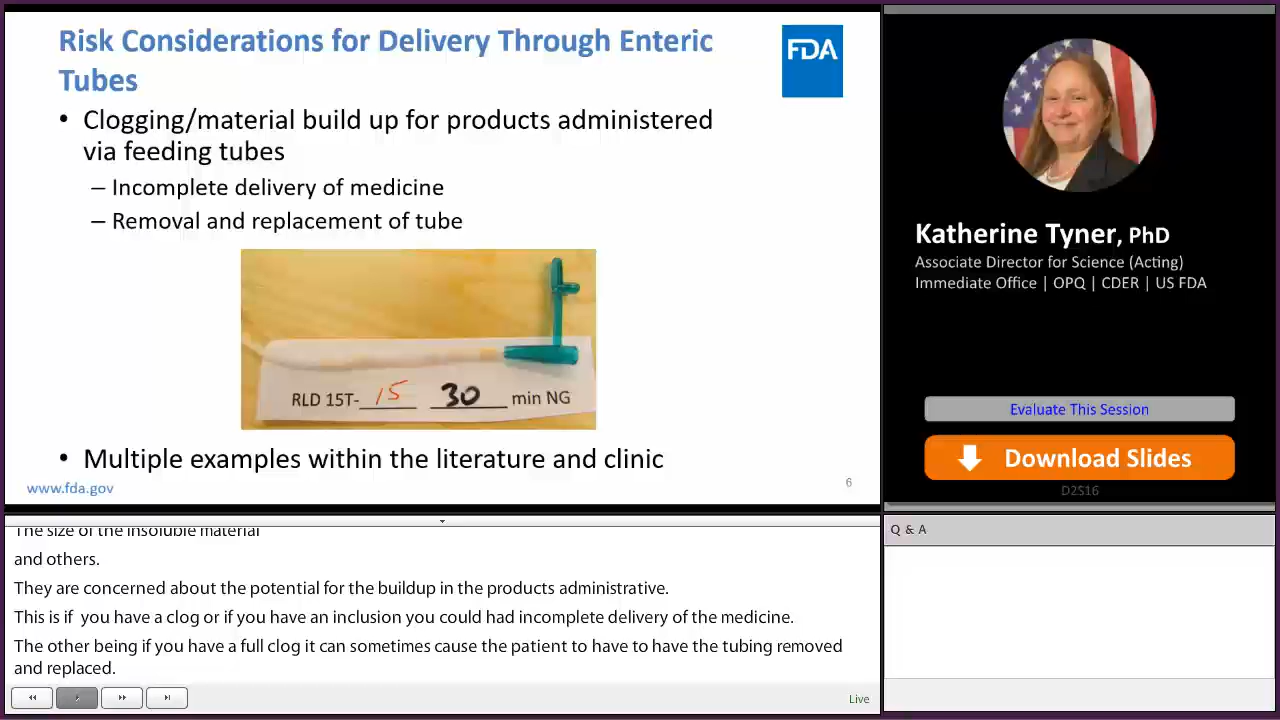 Risk Considerations for Delivery Through Enteric
Tubes
FDA
• Clogging/material build up for products administered
via feeding tubes
– Incomplete delivery of medicine
– Removal and replacement of tube
RLD 15T- 15 30 min NG
• Multiple examples within the literature and clinic
www.fda.gov
6
Katherine Tyner, PhD
Associate Director for Science (Acting)
Immediate Office | OPQ | CDER | US FDA
Evaluate This Session
Download Slides
D2S16
The size of the insoluble material
and others.
They are concerned about the potential for the buildup in the products administrative.
This is if you have a clog or if you have an inclusion you could had incomplete delivery of the medicine.
The other being if you have a full clog it can sometimes cause the patient to have to have the tubing removed
and replaced.
Live
Q & A